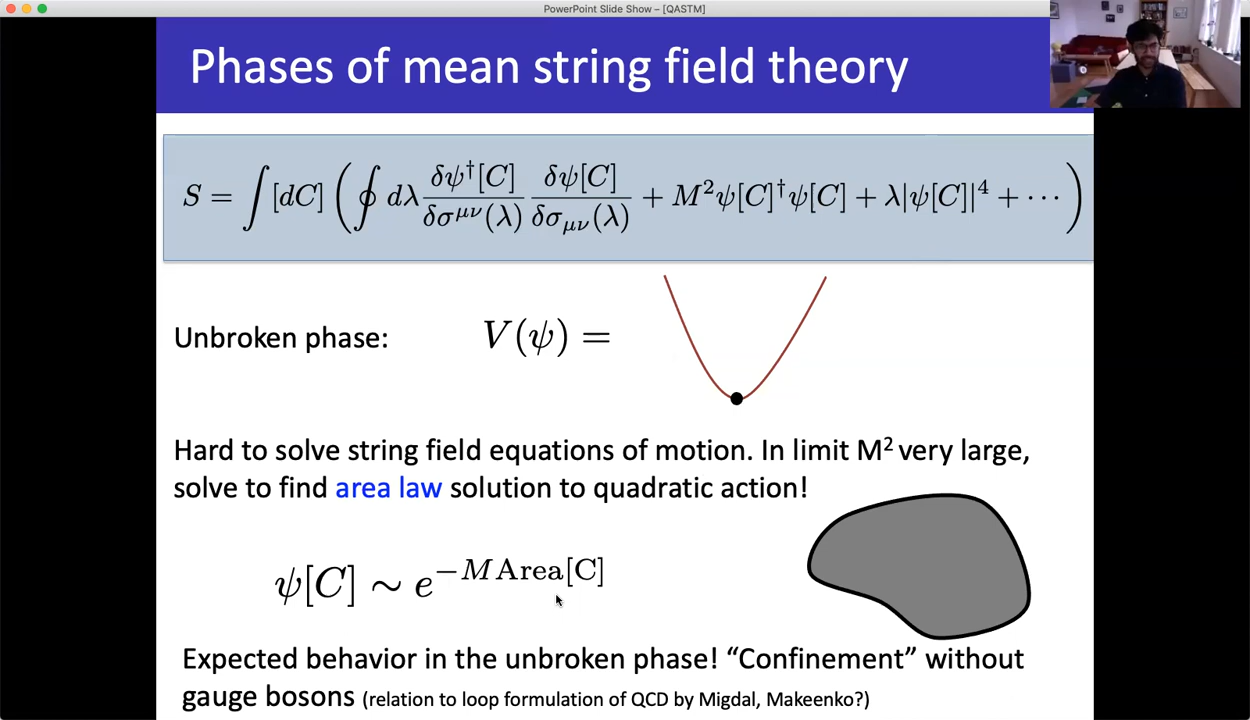 PowerPoint Slide Show – [QASTM]
Phases of mean string field theory
S = ∫[dC] ( ∮ dλ δψ†[C]/δσ^{μν}(λ) δψ[C]/δσ_{μν}(λ) + M²ψ[C]†ψ[C] + λ|ψ[C]|⁴ + ··· )
Unbroken phase: V(ψ) =
Hard to solve string field equations of motion. In limit M² very large,
solve to find area law solution to quadratic action!
ψ[C] ∼ e^{−M Area[C]}
Expected behavior in the unbroken phase! “Confinement” without
gauge bosons (relation to loop formulation of QCD by Migdal, Makeenko?)